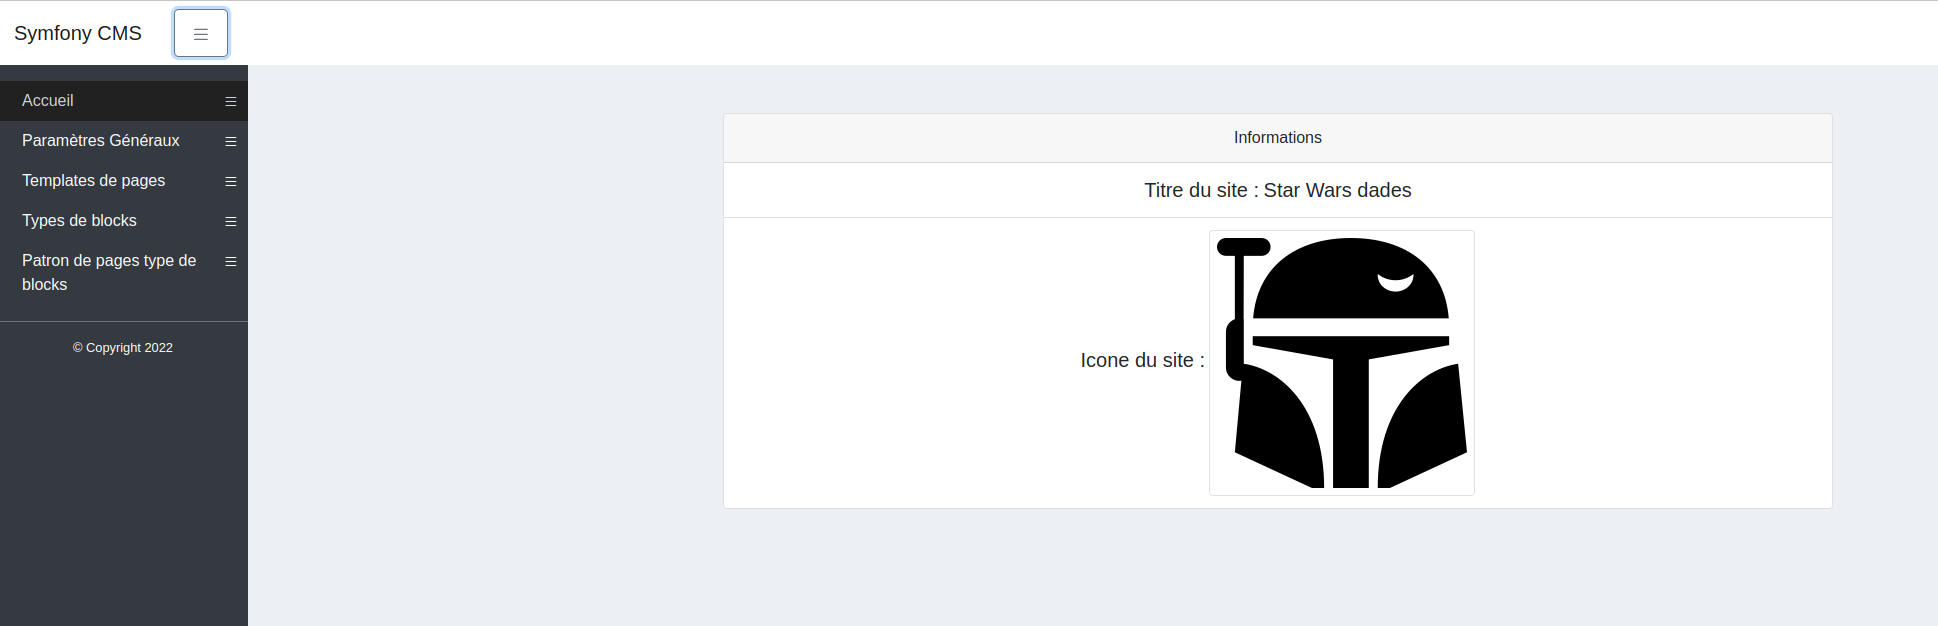 Symfony CMS
Accueil
Paramètres Généraux
Templates de pages
Types de blocks
Patron de pages type de
blocks
© Copyright 2022
Informations
Titre du site : Star Wars dades
Icone du site :